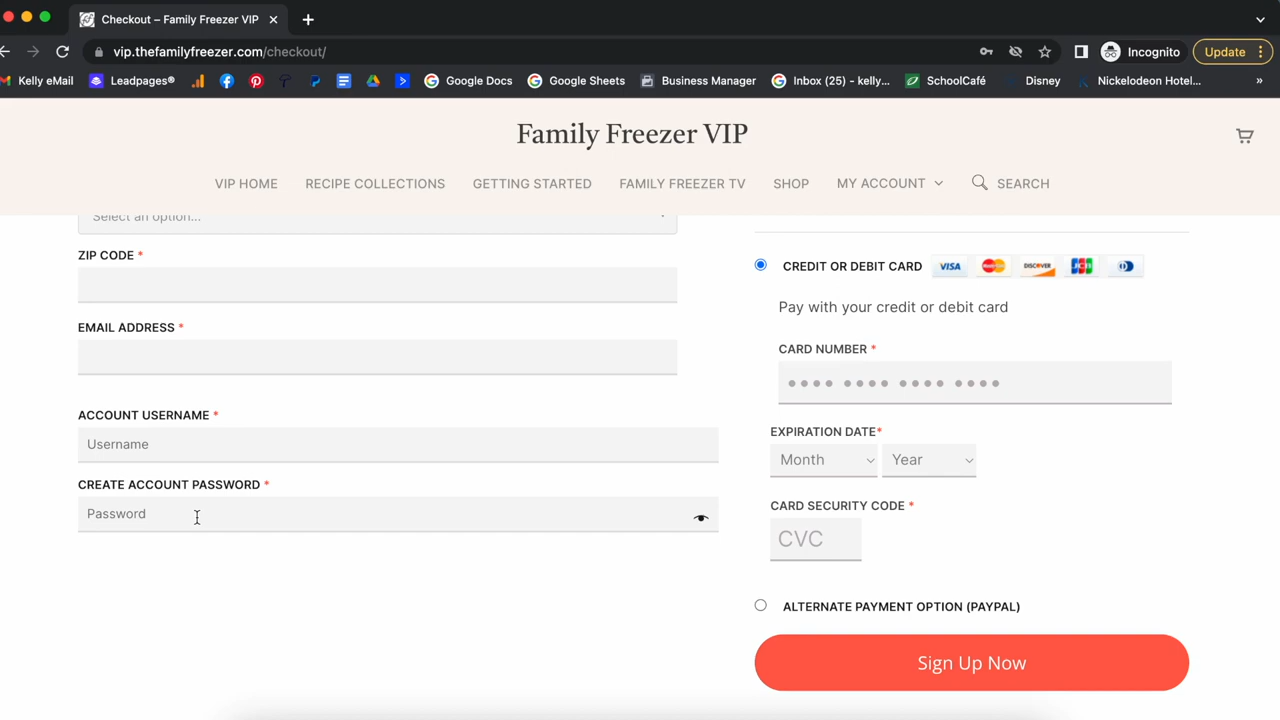 Checkout – Family Freezer VIP
vip.thefamilyfreezer.com/checkout/
Incognito
Update
Kelly eMail
Leadpages®
Google Docs
Google Sheets
Business Manager
Inbox (25) - kelly...
SchoolCafé
Disney
Nickelodeon Hotel...
»
Family Freezer VIP
VIP HOME
RECIPE COLLECTIONS
GETTING STARTED
FAMILY FREEZER TV
SHOP
MY ACCOUNT
SEARCH
Select an option...
ZIP CODE *
EMAIL ADDRESS *
ACCOUNT USERNAME *
Username
CREATE ACCOUNT PASSWORD *
Password
CREDIT OR DEBIT CARD
VISA
MasterCard
DISCOVER
JCB
Pay with your credit or debit card
CARD NUMBER *
•••• •••• •••• ••••
EXPIRATION DATE*
Month
Year
CARD SECURITY CODE *
CVC
ALTERNATE PAYMENT OPTION (PAYPAL)
Sign Up Now